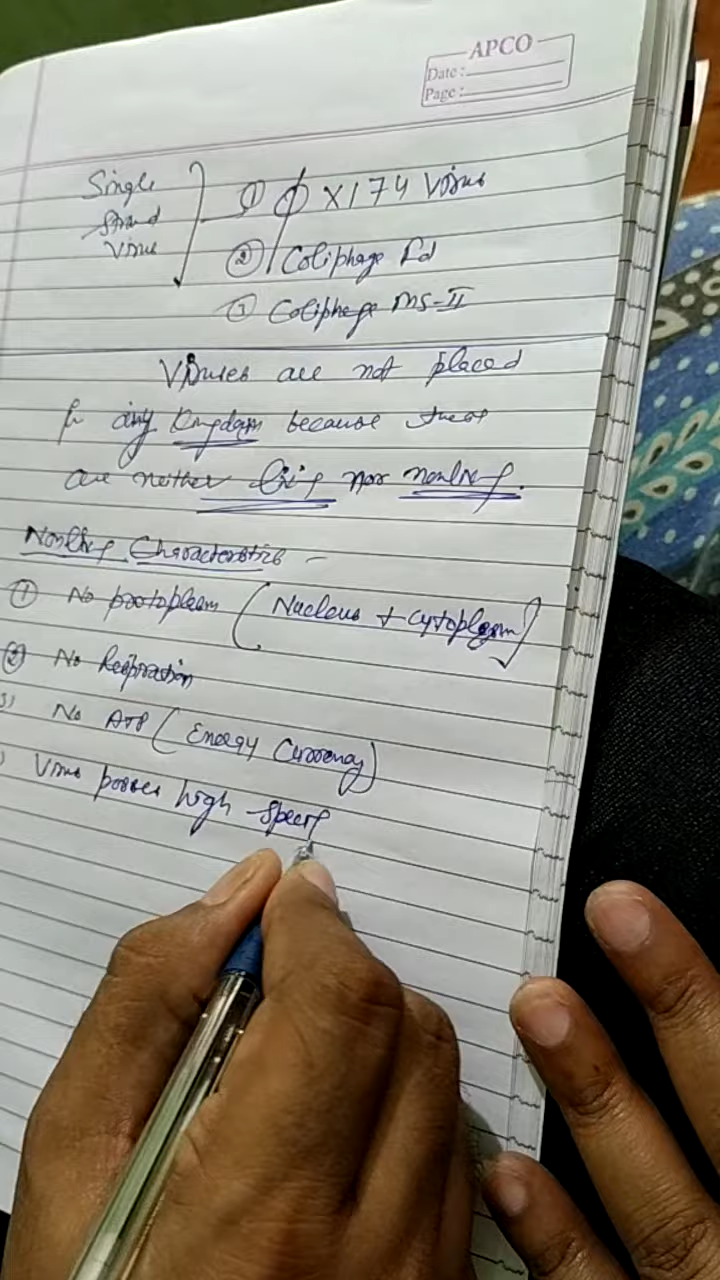 APCO
Date :
Page :
Single
strand
Virus
① ϕ X174 Virus
② Coliphage Fd
③ Coliphage MS-II
Viruses are not placed
in any Kingdom because these
are neither living nor nonliving.
Nonliving Characteristics -
① No protoplasm (Nucleus + Cytoplasm)
② No Respiration
3) No ATP (Energy Currency)
) Virus posses high specif